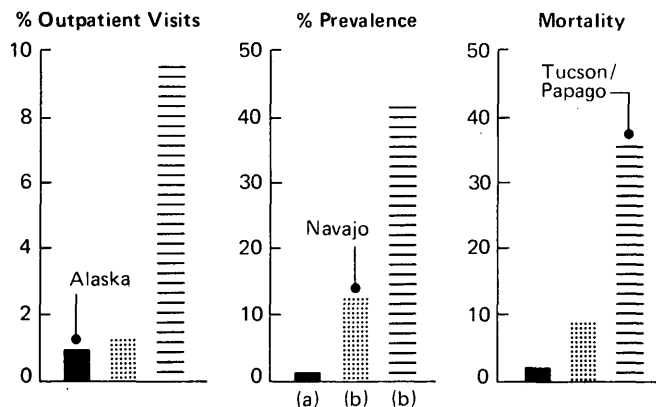 % Outpatient Visits
10
8
6
4
2
0
Alaska
% Prevalence
50
40
30
20
10
0
Navajo
(a) (b) (b)
Mortality
50
40
30
20
10
0
Tucson/
Papago